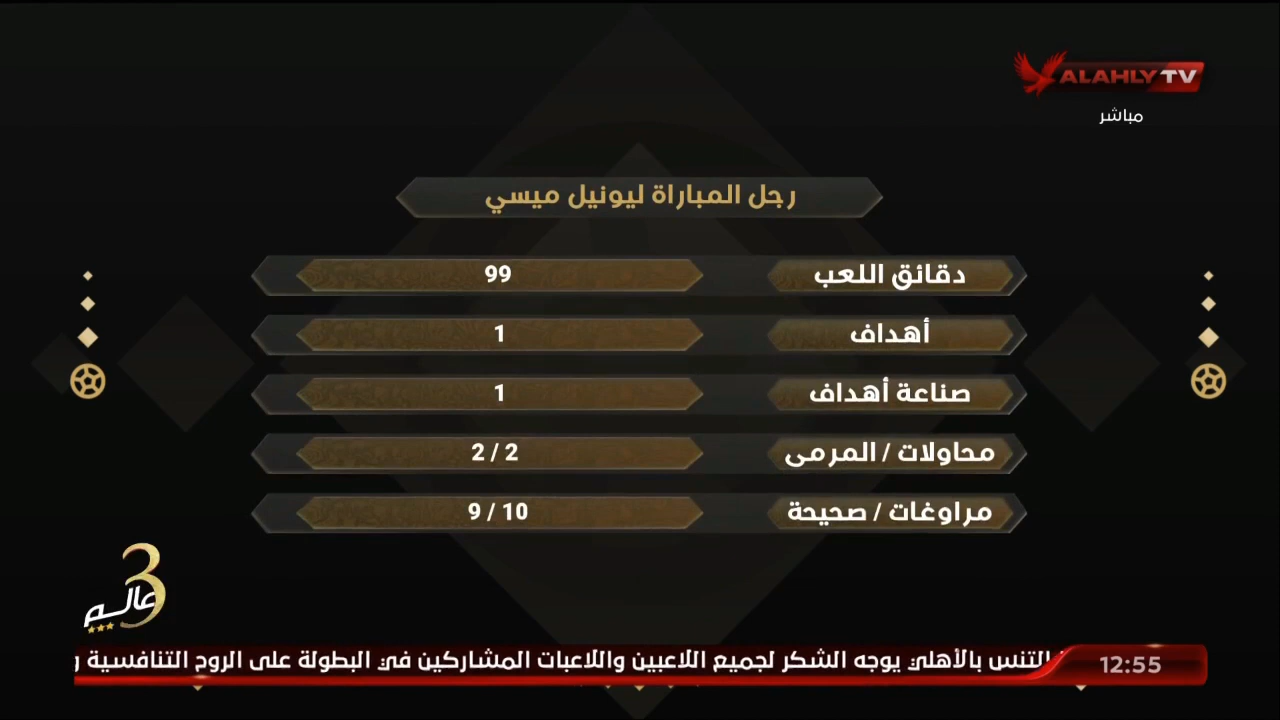 ALAHLY TV
مباشر
رجل المباراة ليونيل ميسي
دقائق اللعب 99
أهداف 1
صناعة أهداف 1
محاولات / المرمى 2 / 2
مراوغات / صحيحة 10 / 9
3 عالم
12:55 التنس بالأهلي يوجه الشكر لجميع اللاعبين واللاعبات المشاركين في البطولة على الروح التنافسية و